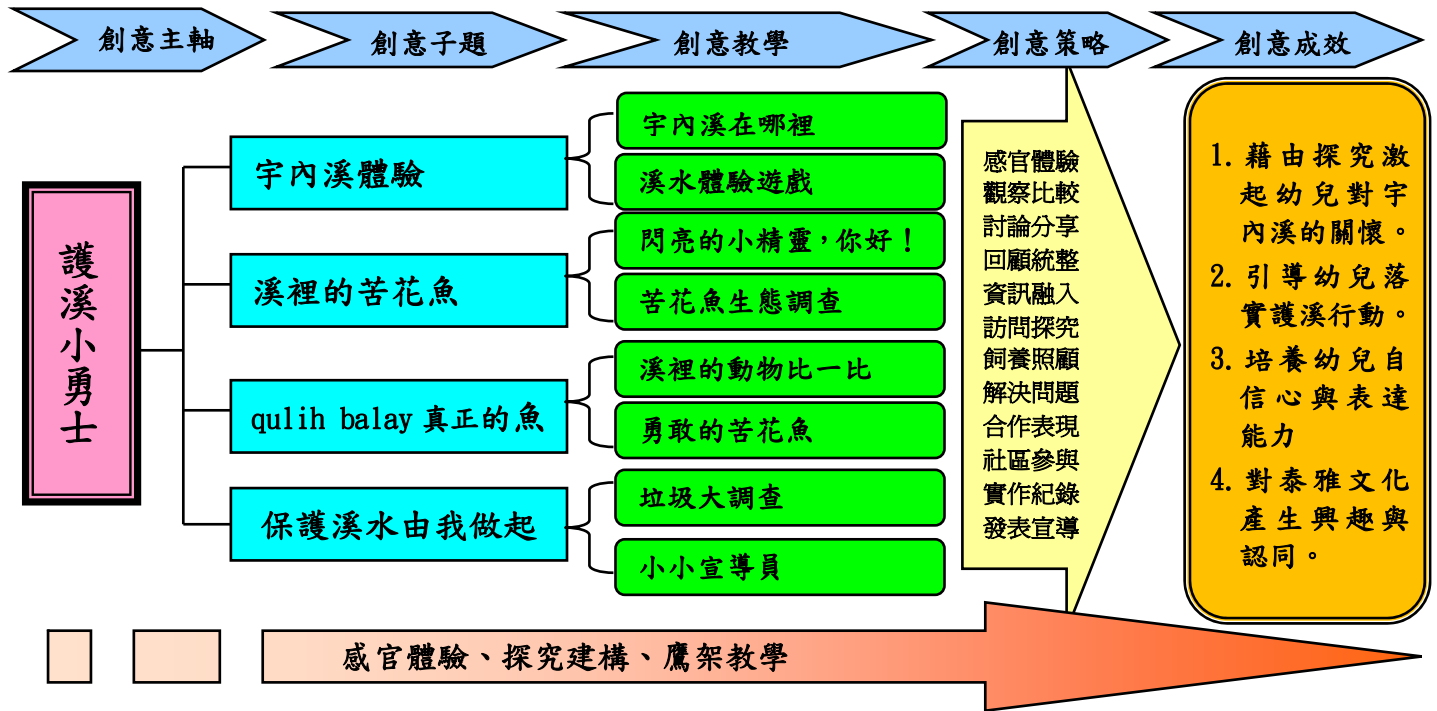 創意主軸
創意子題
創意教學
創意策略
創意成效
護溪小勇士
宇內溪體驗
宇內溪在哪裡
溪水體驗遊戲
溪裡的苦花魚
閃亮的小精靈，你好！
苦花魚生態調查
qulih balay 真正的魚
溪裡的動物比一比
勇敢的苦花魚
保護溪水由我做起
垃圾大調查
小小宣導員
感官體驗
觀察比較
討論分享
回顧統整
資訊融入
訪問探究
飼養照顧
解決問題
合作表現
社區參與
實作紀錄
發表宣導
1. 藉由探究激
起幼兒對宇
內溪的關懷。
2. 引導幼兒落
實護溪行動。
3. 培養幼兒自
信心與表達
能力
4. 對泰雅文化
產生興趣與
認同。
感官體驗、探究建構、鷹架教學